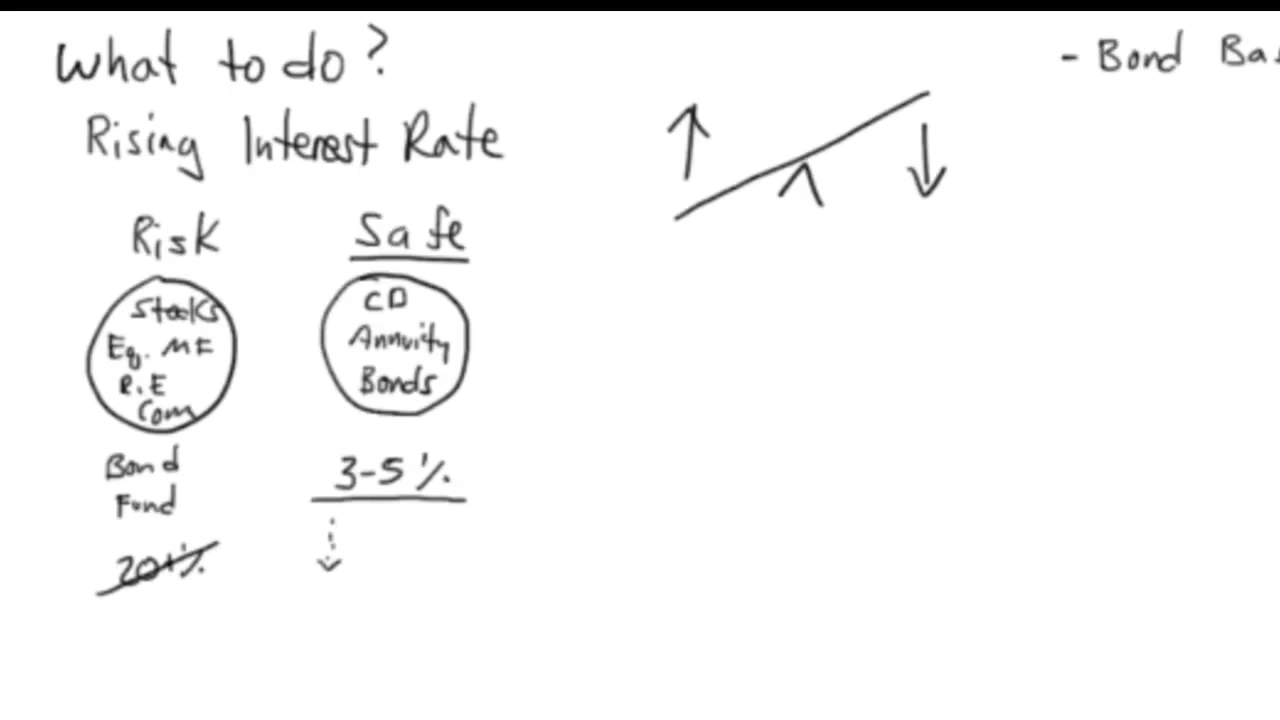 What to do?
Rising Interest Rate
Risk
Stocks
Eq. MF
R.E
Com
Bond
Fund
20+%
Safe
CD
Annuity
Bonds
3-5%
- Bond Bas